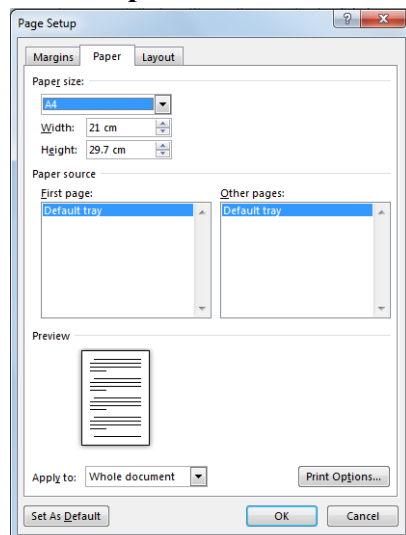 Page Setup
Margins Paper Layout
Paper size:
A4
Width: 21 cm
Height: 29.7 cm
Paper source
First page: Other pages:
Default tray Default tray
Preview
Apply to: Whole document Print Options...
Set As Default OK Cancel